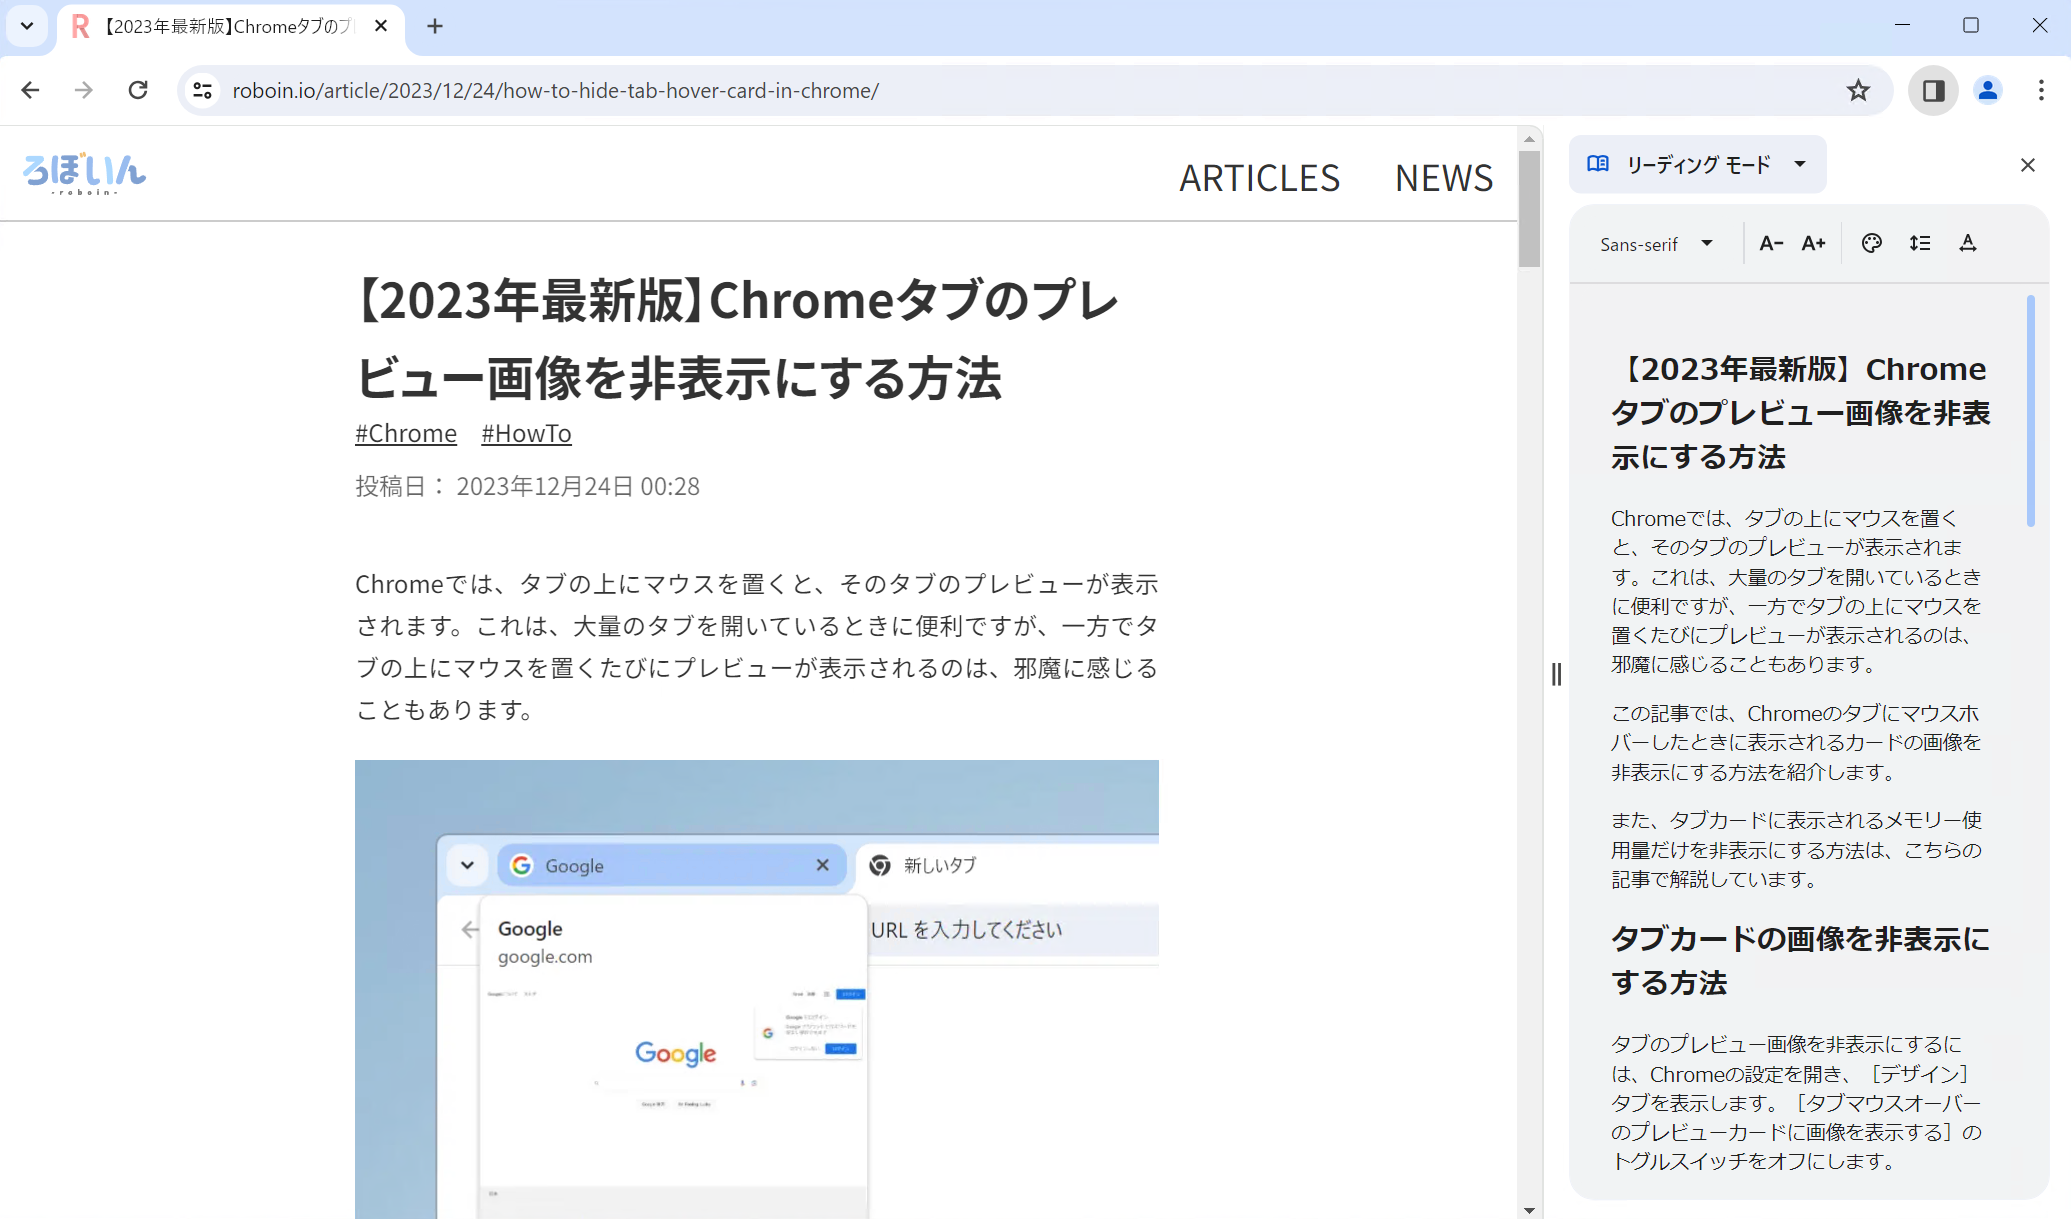 【2023年最新版】Chromeタブのプ
roboin.io/article/2023/12/24/how-to-hide-tab-hover-card-in-chrome/
ろぼいん
-roboin-
ARTICLES
NEWS
【2023年最新版】Chromeタブのプレ
ビュー画像を非表示にする方法
#Chrome #HowTo
投稿日： 2023年12月24日 00:28
Chromeでは、タブの上にマウスを置くと、そのタブのプレビューが表示
されます。これは、大量のタブを開いているときに便利ですが、一方でタ
ブの上にマウスを置くたびにプレビューが表示されるのは、邪魔に感じる
こともあります。
Google
新しいタブ
Google
google.com
URL を入力してください
Google
リーディング モード
Sans-serif
A-
A+
【2023年最新版】Chrome
タブのプレビュー画像を非表
示にする方法
Chromeでは、タブの上にマウスを置く
と、そのタブのプレビューが表示されま
す。これは、大量のタブを開いているとき
に便利ですが、一方でタブの上にマウスを
置くたびにプレビューが表示されるのは、
邪魔に感じることもあります。
この記事では、Chromeのタブにマウスホ
バーしたときに表示されるカードの画像を
非表示にする方法を紹介します。
また、タブカードに表示されるメモリー使
用量だけを非表示にする方法は、こちらの
記事で解説しています。
タブカードの画像を非表示に
する方法
タブのプレビュー画像を非表示にするに
は、Chromeの設定を開き、［デザイン］
タブを表示します。［タブマウスオーバー
のプレビューカードに画像を表示する］の
トグルスイッチをオフにします。